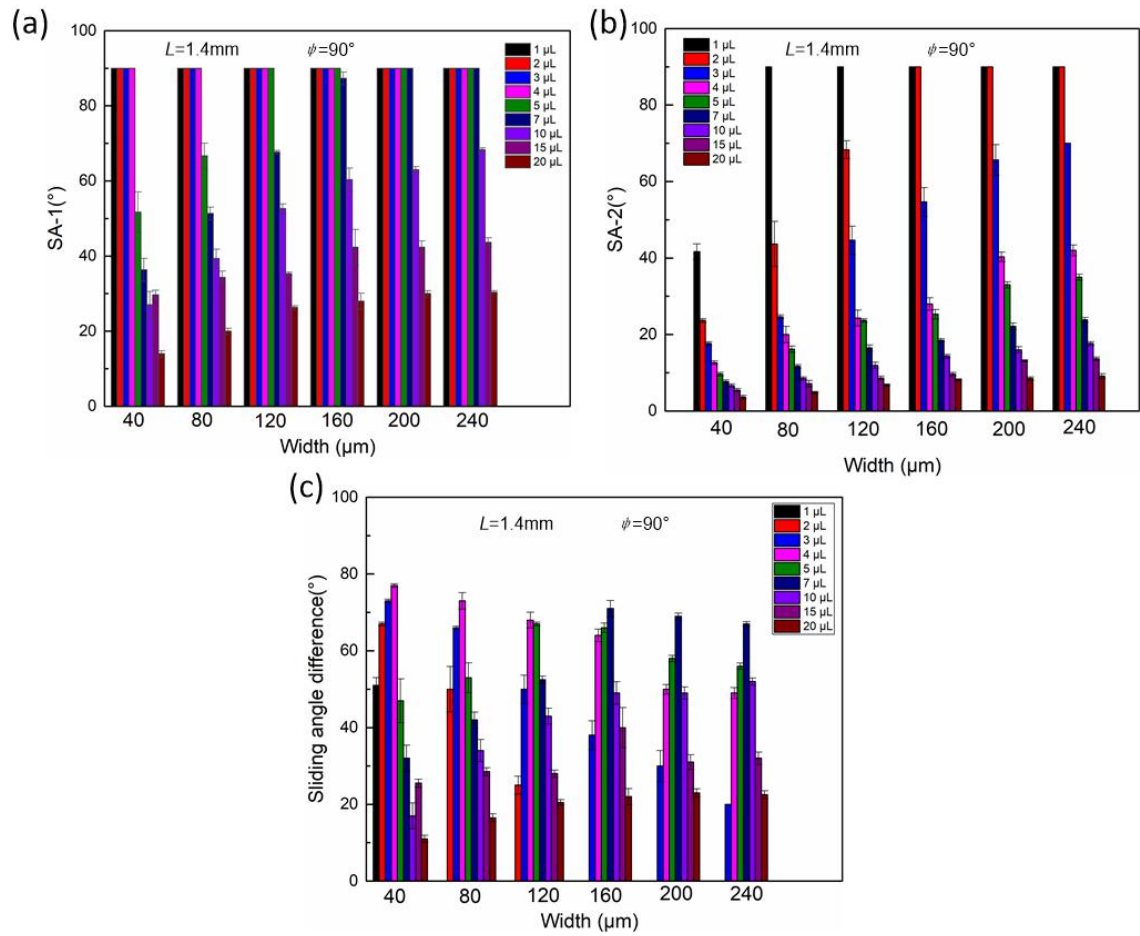 (a)
L=1.4mm ψ=90°
1 µL
2 µL
3 µL
4 µL
5 µL
7 µL
10 µL
15 µL
20 µL
100
80
60
40
20
0
SA-1(°)
40 80 120 160 200 240
Width (µm)
(b)
L=1.4mm ψ=90°
1 µL
2 µL
3 µL
4 µL
5 µL
7 µL
10 µL
15 µL
20 µL
100
80
60
40
20
0
SA-2(°)
40 80 120 160 200 240
Width (µm)
(c)
L=1.4mm ψ=90°
1 µL
2 µL
3 µL
4 µL
5 µL
7 µL
10 µL
15 µL
20 µL
100
80
60
40
20
0
Sliding angle difference(°)
40 80 120 160 200 240
Width (µm)